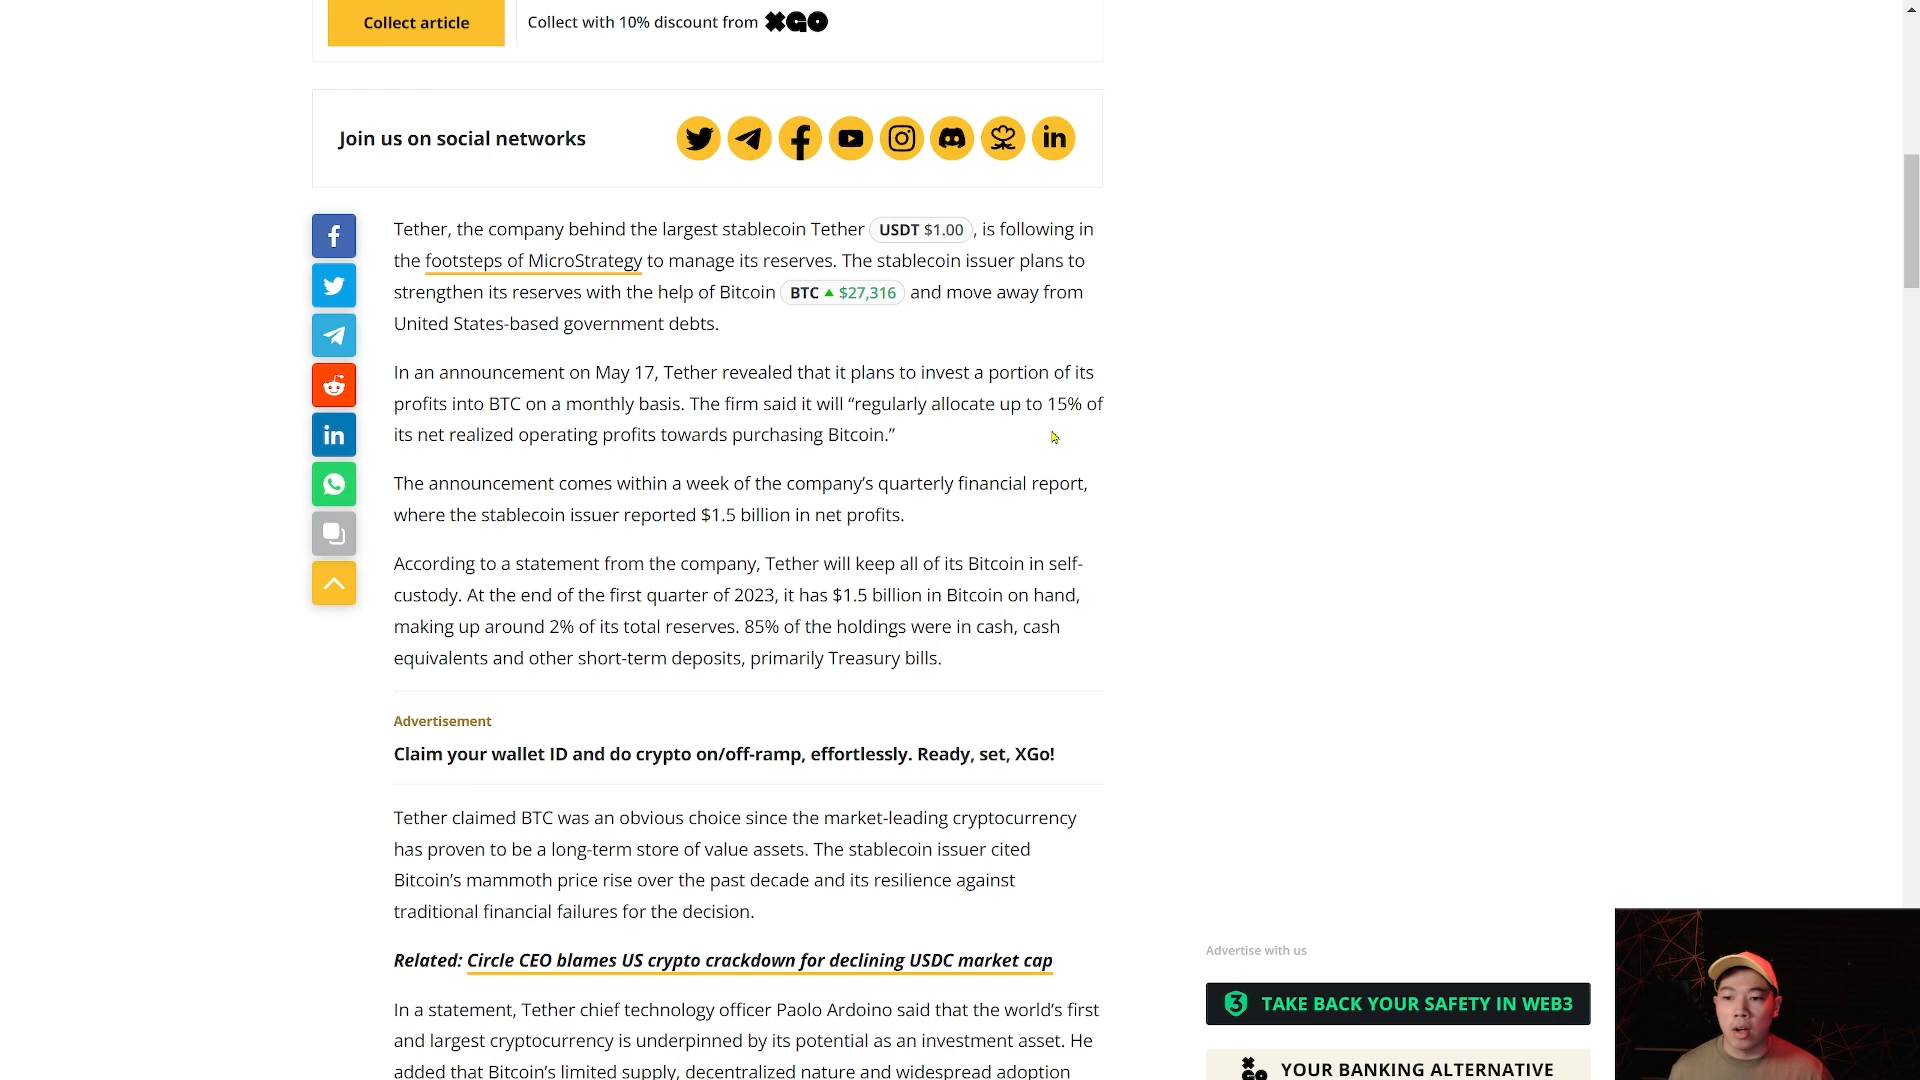 Collect article
Collect with 10% discount from XGO
Join us on social networks
Tether, the company behind the largest stablecoin Tether USDT $1.00 , is following in
the footsteps of MicroStrategy to manage its reserves. The stablecoin issuer plans to
strengthen its reserves with the help of Bitcoin BTC ▲ $27,316 and move away from
United States-based government debts.
In an announcement on May 17, Tether revealed that it plans to invest a portion of its
profits into BTC on a monthly basis. The firm said it will “regularly allocate up to 15% of
its net realized operating profits towards purchasing Bitcoin.”
The announcement comes within a week of the company’s quarterly financial report,
where the stablecoin issuer reported $1.5 billion in net profits.
According to a statement from the company, Tether will keep all of its Bitcoin in self-
custody. At the end of the first quarter of 2023, it has $1.5 billion in Bitcoin on hand,
making up around 2% of its total reserves. 85% of the holdings were in cash, cash
equivalents and other short-term deposits, primarily Treasury bills.
Advertisement
Claim your wallet ID and do crypto on/off-ramp, effortlessly. Ready, set, XGo!
Tether claimed BTC was an obvious choice since the market-leading cryptocurrency
has proven to be a long-term store of value assets. The stablecoin issuer cited
Bitcoin’s mammoth price rise over the past decade and its resilience against
traditional financial failures for the decision.
Related: Circle CEO blames US crypto crackdown for declining USDC market cap
In a statement, Tether chief technology officer Paolo Ardoino said that the world’s first
and largest cryptocurrency is underpinned by its potential as an investment asset. He
added that Bitcoin’s limited supply, decentralized nature and widespread adoption
Advertise with us
TAKE BACK YOUR SAFETY IN WEB3
XGO YOUR BANKING ALTERNATIVE